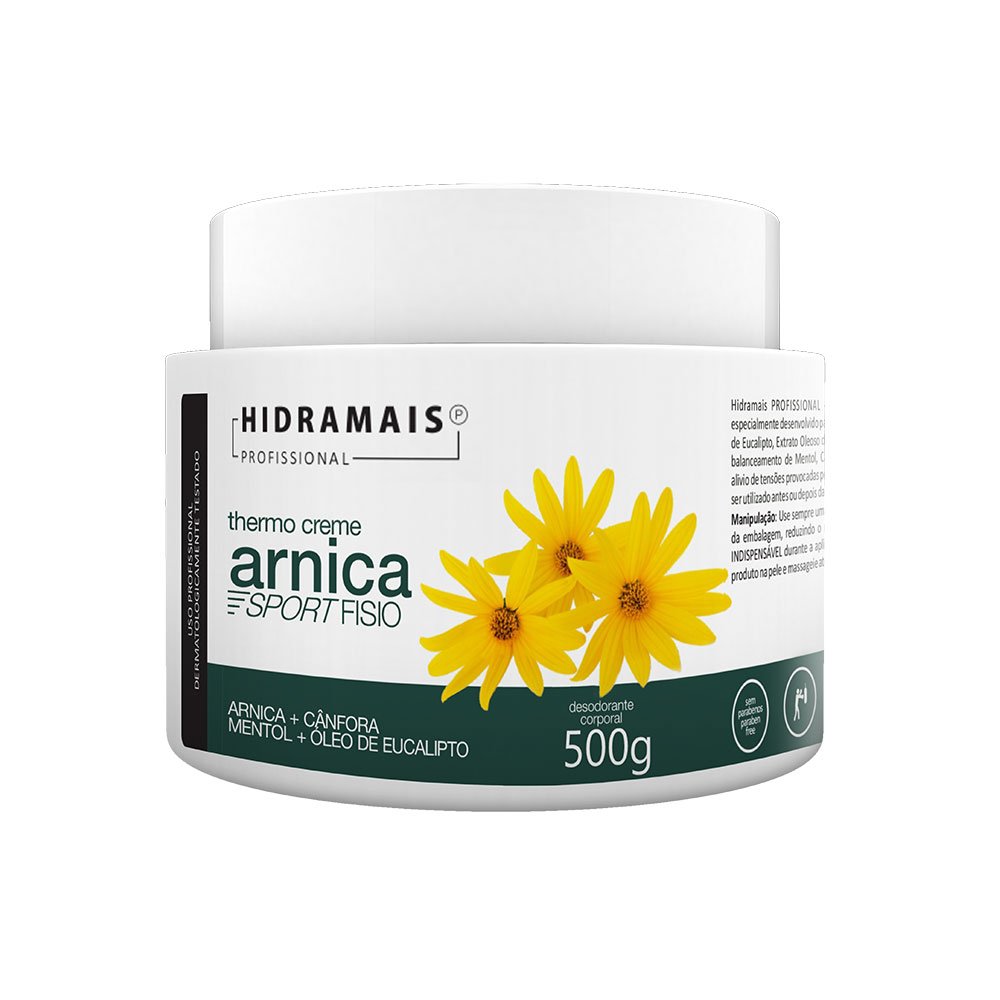 HIDRAMAIS P
PROFISSIONAL
thermo creme
arnica
SPORT FISIO
ARNICA + CÂNFORA
MENTOL + ÓLEO DE EUCALIPTO
desodorante
corporal
500g
sem
parabenos
paraben
free
USO PROFISSIONAL
DERMATOLOGICAMENTE TESTADO
Hidramais PROFISSIONAL
especialmente desenvolvido
de Eucalipto, Extrato Oleoso
balanceamento de Mentol,
alívio de tensões provocadas
ser utilizado antes ou depois
Manipulação: Use sempre
da embalagem, reduzindo o
INDISPENSÁVEL durante a
produto na pele e massageie